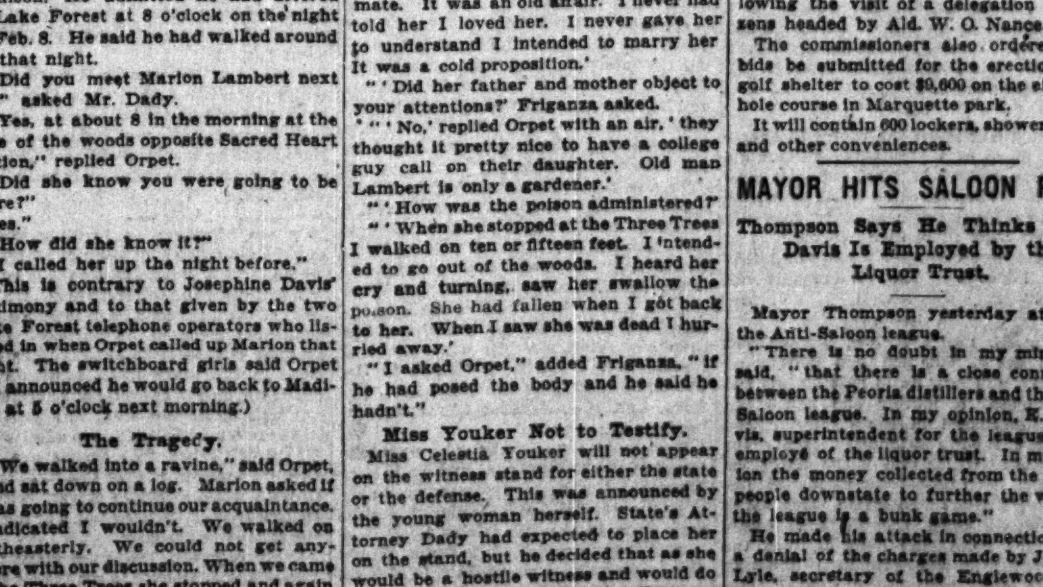 Lake Forest at 8 o'clock on the night
Feb. 8. He said he had walked around
that night.
Did you meet Marion Lambert next
" asked Mr. Dady.
Yes, at about 8 in the morning at the
of the woods opposite Sacred Heart
tion," replied Orpet.
Did she know you were going to be
re?"
es."
How did she know it?"
I called her up the night before."
This is contrary to Josephine Davis'
timony and to that given by the two
e Forest telephone operators who lis-
ed in when Orpet called up Marion that
ht. The switchboard girls said Orpet
announced he would go back to Madi-
at 5 o'clock next morning.)
The Tragedy.
We walked into a ravine," said Orpet,
nd sat down on a log. Marion asked if
as going to continue our acquaintance.
ndicated I wouldn't. We walked on
theasterly. We could not get any-
re with our discussion. When we came
Three Trees she stopped and again
mate. It was an old affair. I never had
told her I loved her. I never gave her
to understand I intended to marry her
It was a cold proposition.'
"'Did her father and mother object to
your attentions?' Friganza asked.
"'No,' replied Orpet with an air, 'they
thought it pretty nice to have a college
guy call on their daughter. Old man
Lambert is only a gardener.'
"'How was the poison administered?'
"'When she stopped at the Three Trees
I walked on ten or fifteen feet. I intend-
ed to go out of the woods. I heard her
cry and turning, saw her swallow the
poison. She had fallen when I got back
to her. When I saw she was dead I hur-
ried away.'
"I asked Orpet," added Friganza, "if
he had posed the body and he said he
hadn't."
Miss Youker Not to Testify.
Miss Celestia Youker will not appear
on the witness stand for either the state
or the defense. This was announced by
the young woman herself. State's At-
torney Dady had expected to place her
on the stand, but he decided that as she
would be a hostile witness and would do
lowing the visit of a delegation
zens headed by Ald. W. O. Nance.
The commissioners also ordere
bids be submitted for the erectio
golf shelter to cost $9,600 on the
hole course in Marquette park.
It will contain 600 lockers, shower
and other conveniences.
MAYOR HITS SALOON
Thompson Says He Thinks
Davis Is Employed by th
Liquor Trust.
Mayor Thompson yesterday at
the Anti-Saloon league.
"There is no doubt in my min
said, "that there is a close conn
between the Peoria distillers and the
Saloon league. In my opinion, E.
vis, superintendent for the league
employé of the liquor trust. In m
ion the money collected from the
people downstate to further the w
the league is a bunk game."
He made his attack in connectio
a denial of the charges made by J
Lyle, secretary of the Englewoo